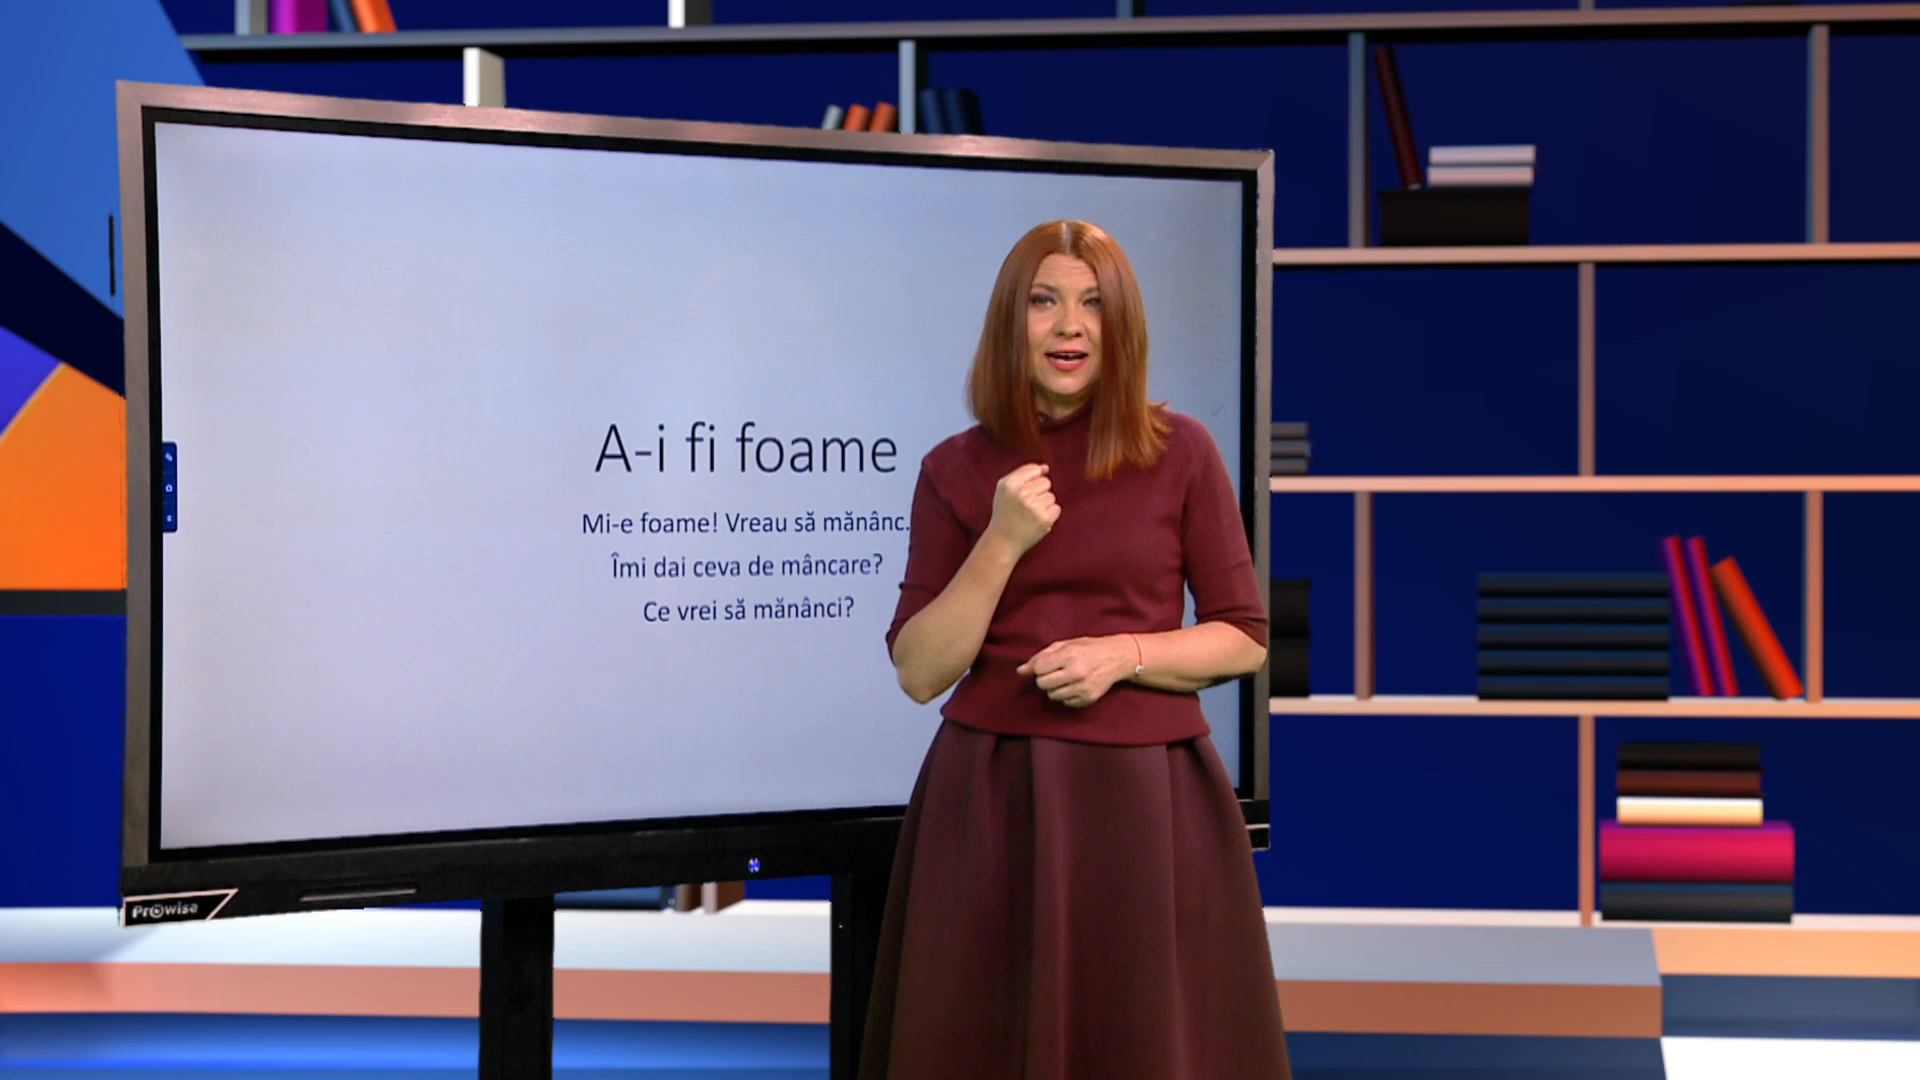 A-i fi foame
Mi-e foame! Vreau să mănânc.
Îmi dai ceva de mâncare?
Ce vrei să mănânci?
Prowise